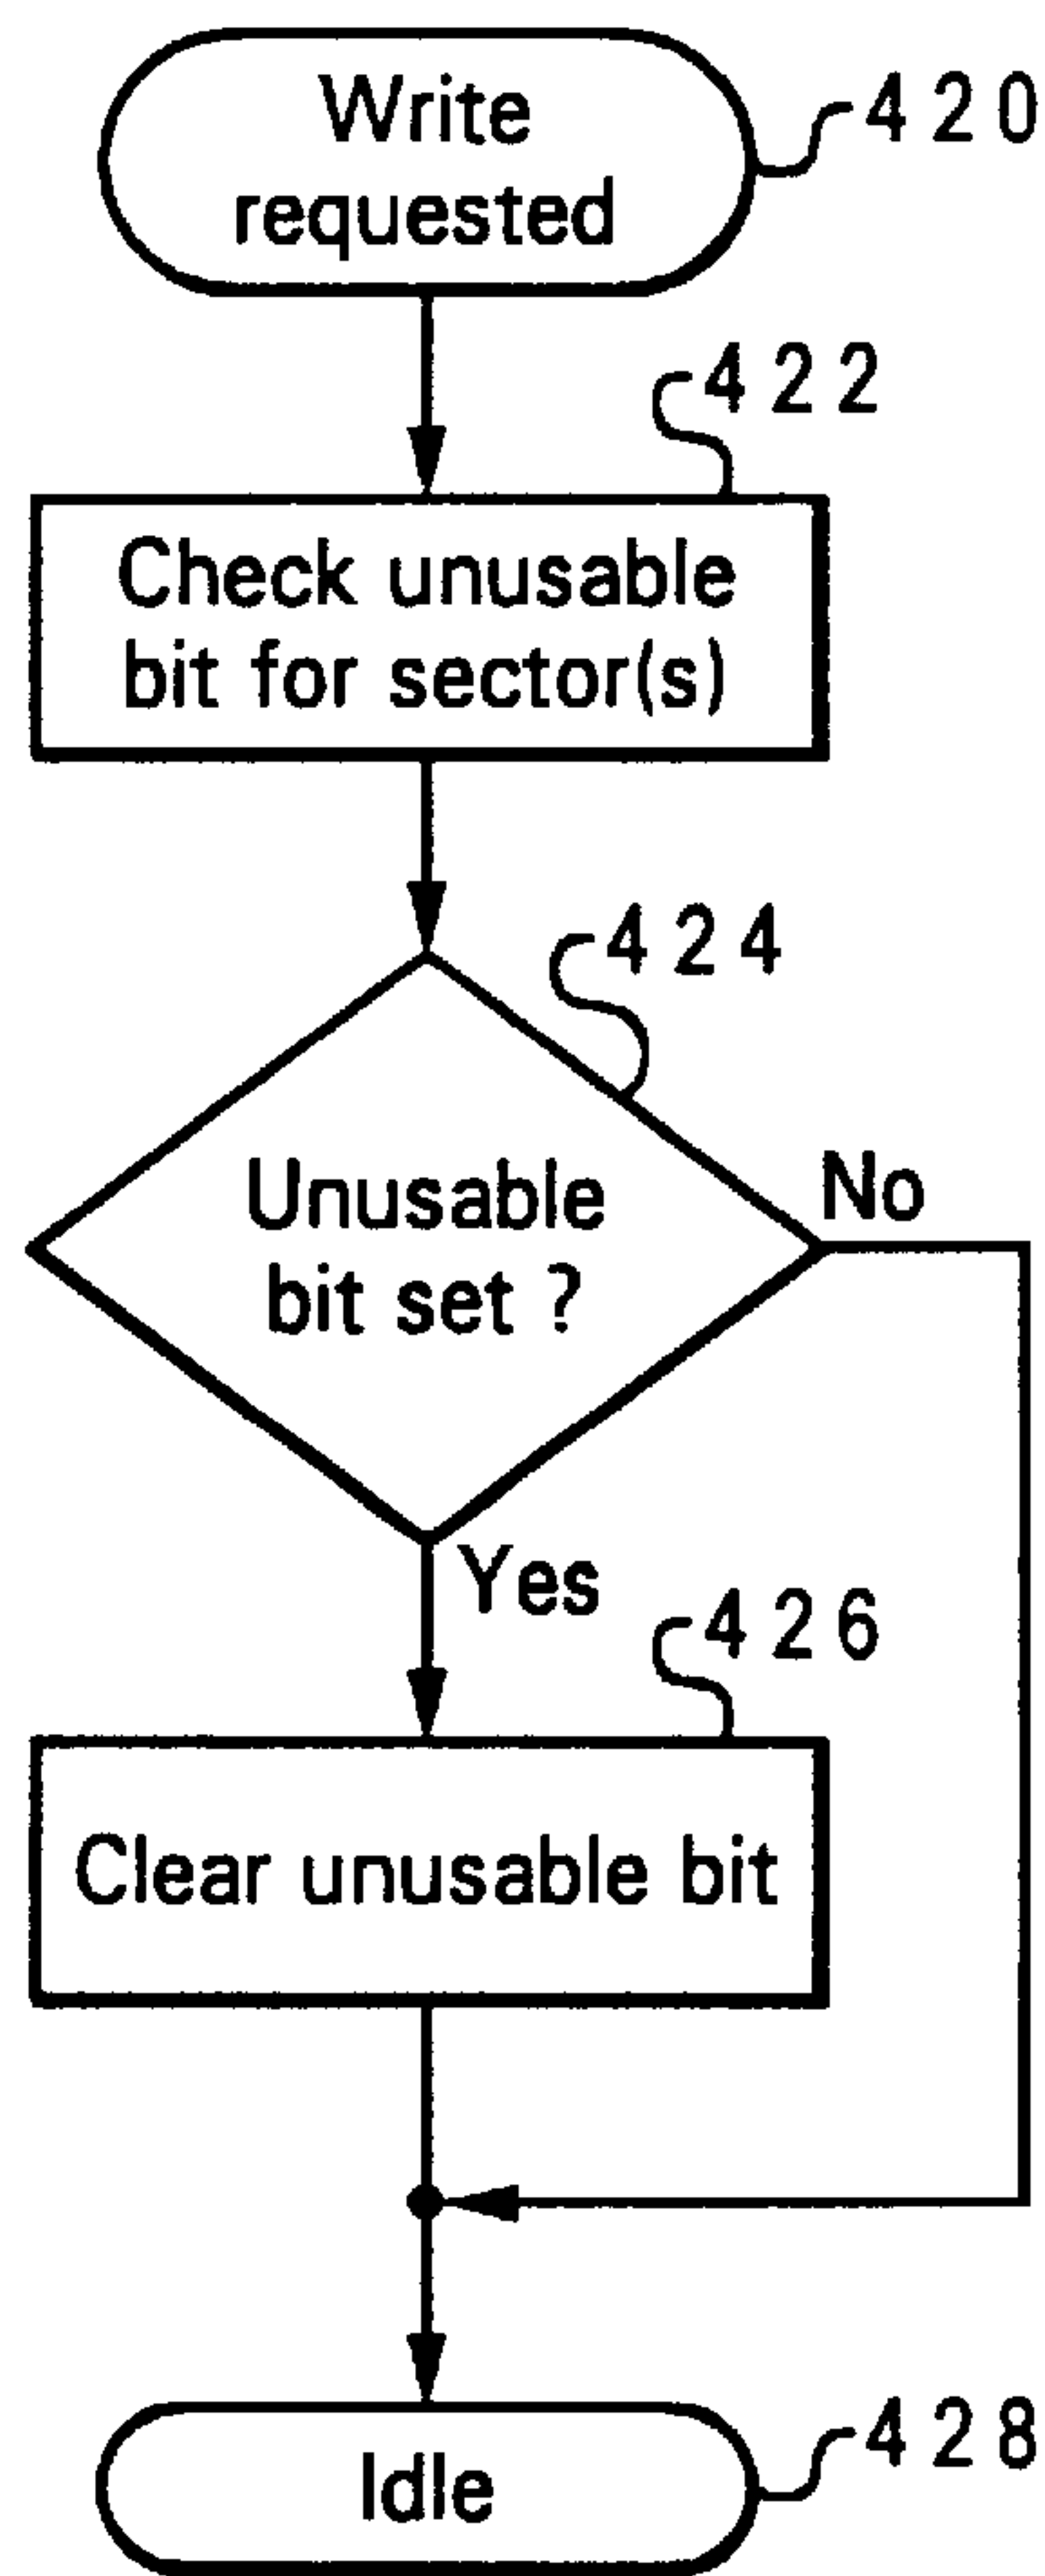 Write
requested
420
422
Check unusable
bit for sector(s)
424
Unusable
bit set ?
No
Yes
426
Clear unusable bit
Idle
428